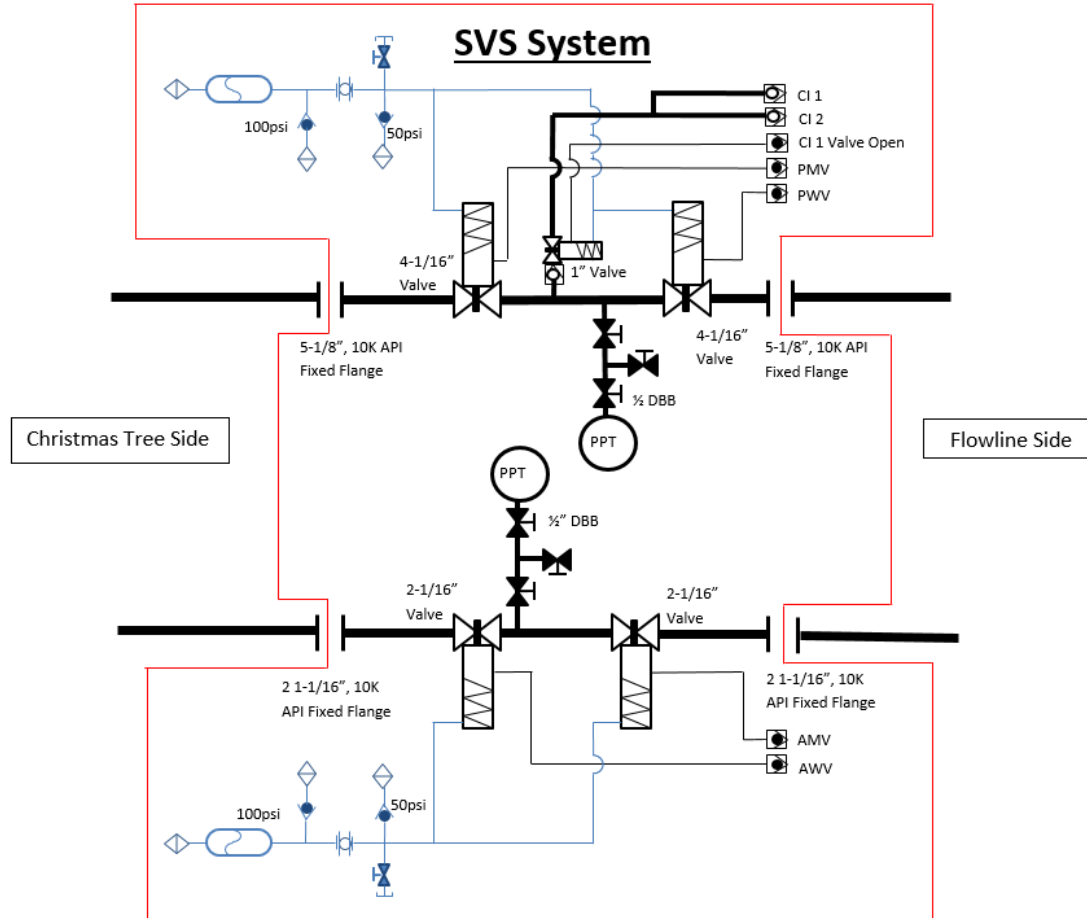 SVS System
CI 1
CI 2
100psi
50psi
CI 1 Valve Open
PMV
PWV
4-1/16”
Valve
1” Valve
4-1/16”
Valve
5-1/8”, 10K API
Fixed Flange
5-1/8”, 10K API
Fixed Flange
½ DBB
Christmas Tree Side
PPT
Flowline Side
PPT
½” DBB
2-1/16”
Valve
2-1/16”
Valve
2 1-1/16”, 10K
API Fixed Flange
2 1-1/16”, 10K
API Fixed Flange
AMV
AWV
100psi
50psi